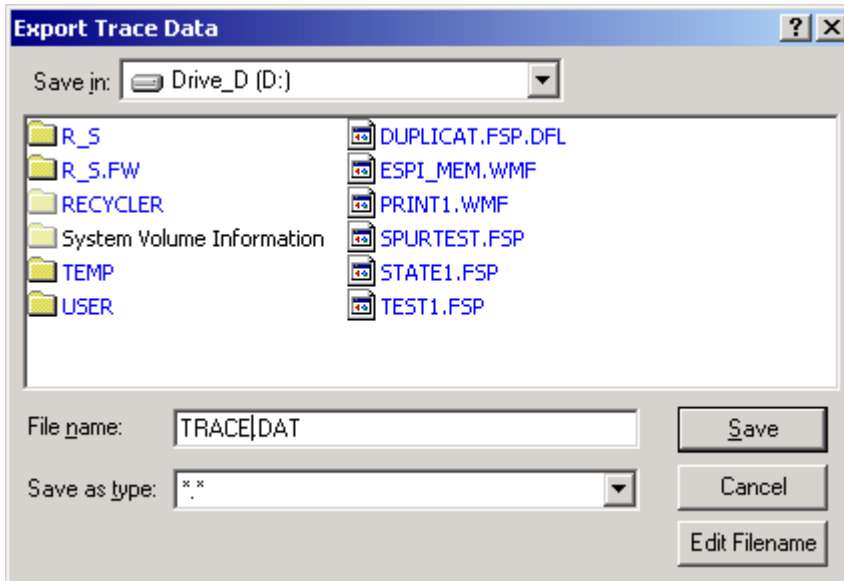 Export Trace Data
Save in: Drive_D (D:)
R_S
R_S.FW
RECYCLER
System Volume Information
TEMP
USER
DUPLICAT.FSP.DFL
ESPI_MEM.WMF
PRINT1.WMF
SPURTEST.FSP
STATE1.FSP
TEST1.FSP
File name: TRACE.DAT
Save
Save as type: *.*
Cancel
Edit Filename